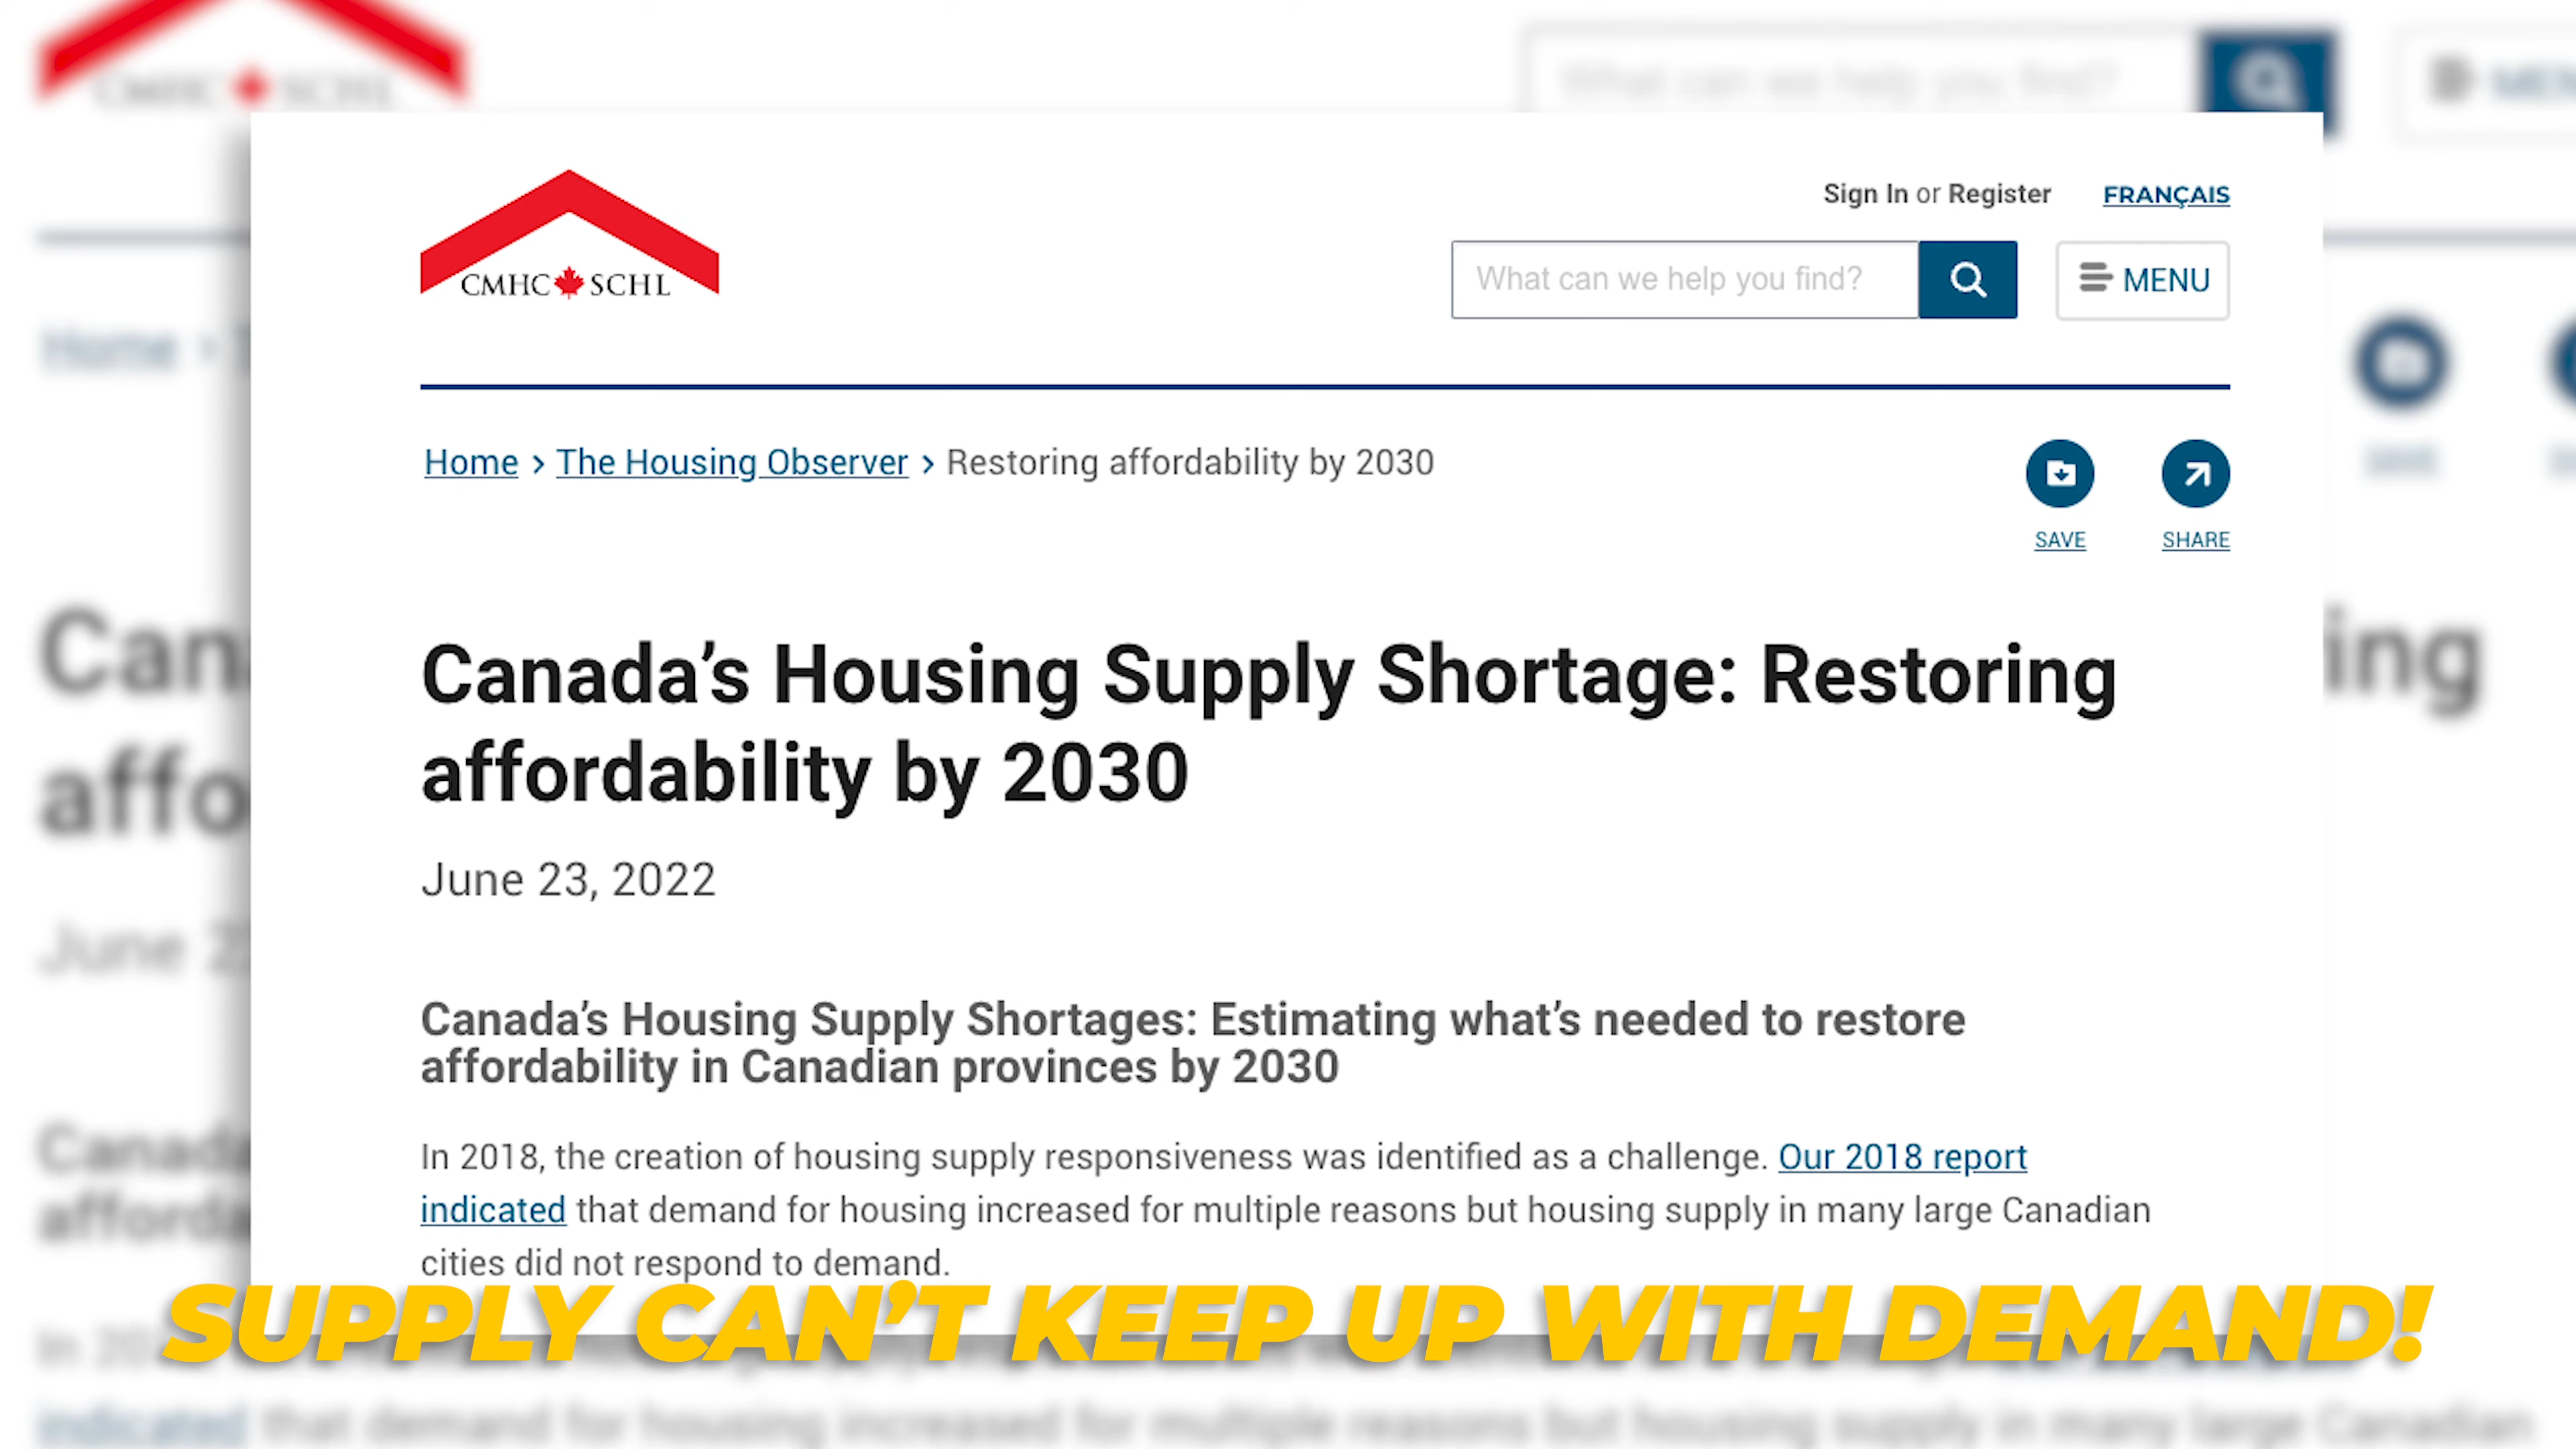 CMHC SCHL
Sign In or Register FRANÇAIS
What can we help you find?
MENU
Home > The Housing Observer > Restoring affordability by 2030
SAVE SHARE
Canada’s Housing Supply Shortage: Restoring
affordability by 2030
June 23, 2022
Canada’s Housing Supply Shortages: Estimating what’s needed to restore
affordability in Canadian provinces by 2030
In 2018, the creation of housing supply responsiveness was identified as a challenge. Our 2018 report
indicated that demand for housing increased for multiple reasons but housing supply in many large Canadian
cities did not respond to demand.
SUPPLY CAN’T KEEP UP WITH DEMAND!